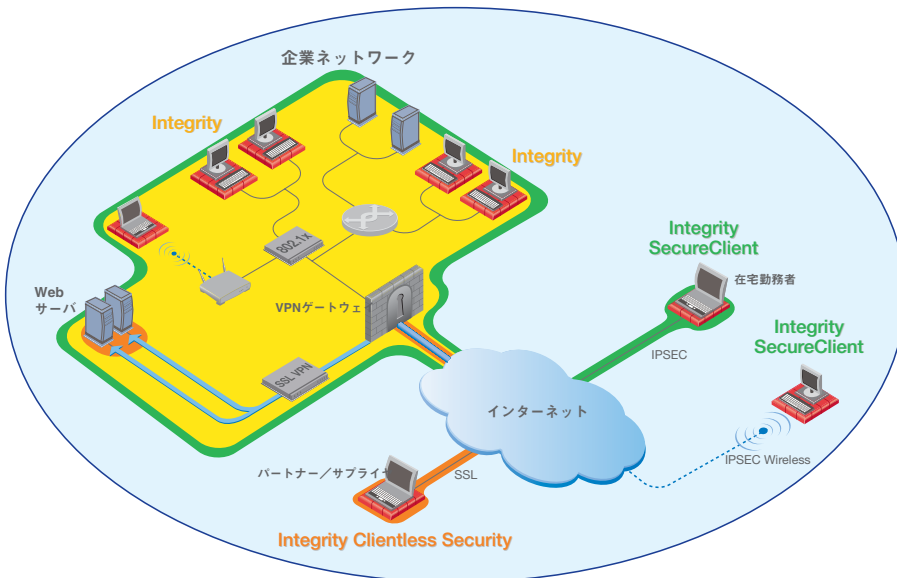 企業ネットワーク
Integrity
Integrity
802.1x
Integrity
SecureClient
在宅勤務者
Web
サーバ
VPNゲートウェ
Integrity
SecureClient
IPSEC
SSL VPN
インターネット
IPSEC Wireless
パートナー／サプライヤ
SSL
Integrity Clientless Security